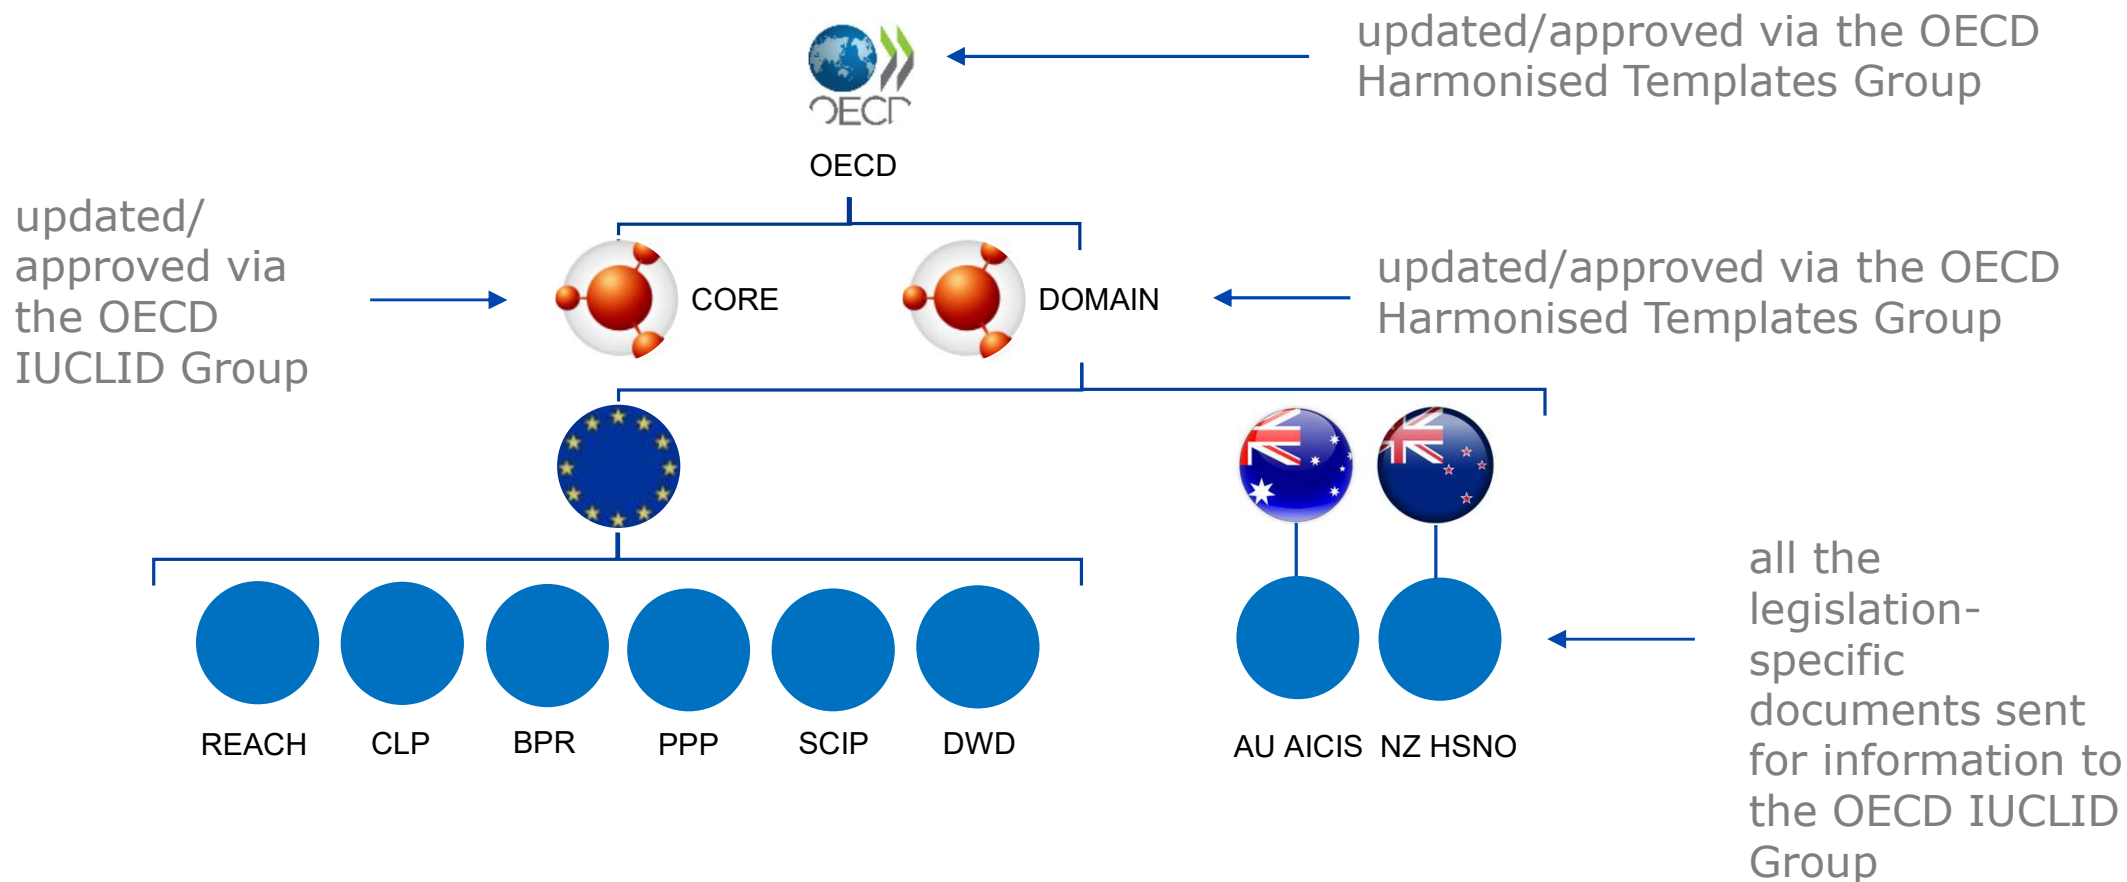 updated/approved via the OECD
Harmonised Templates Group
OECD
OECD
updated/
approved via
the OECD
IUCLID Group
CORE
DOMAIN
updated/approved via the OECD
Harmonised Templates Group
REACH
CLP
BPR
PPP
SCIP
DWD
AU AICIS
NZ HSNO
all the
legislation-
specific
documents sent
for information to
the OECD IUCLID
Group